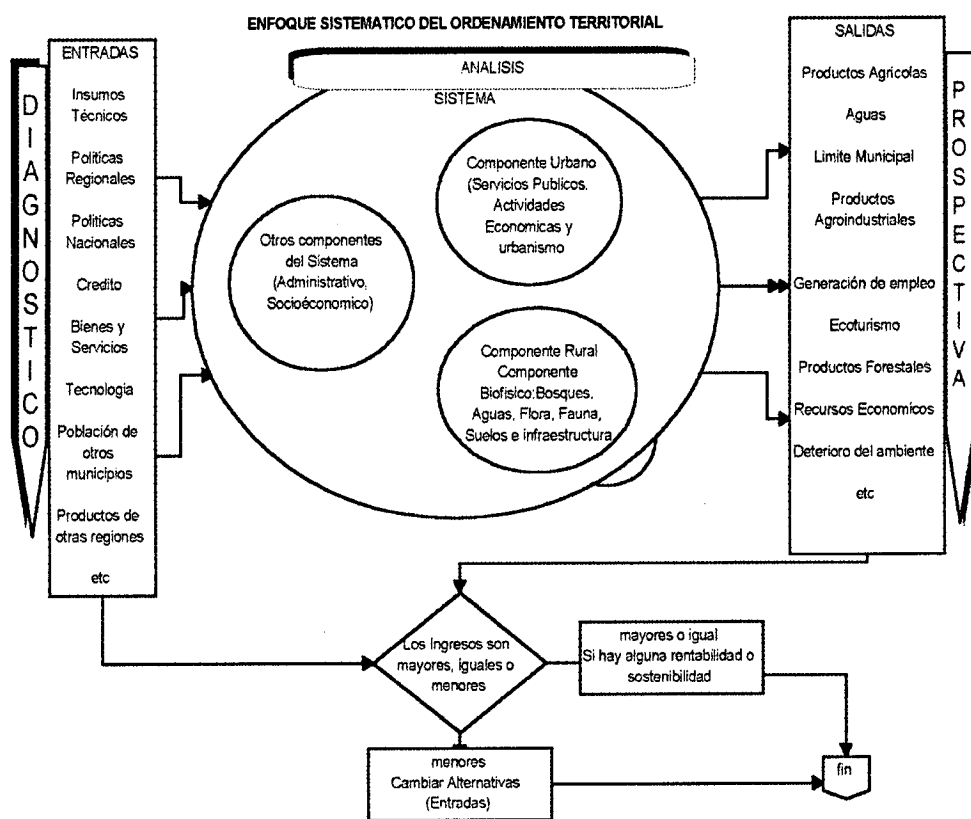 ENFOQUE SISTEMATICO DEL ORDENAMIENTO TERRITORIAL
DIAGNOSTICO
ENTRADAS
Insumos
Técnicos
Políticas
Regionales
Politicas
Nacionales
Credito
Bienes y
Servicios
Tecnologia
Población de
otros
municipios
Productos de
otras regiones
etc
ANALISIS
SISTEMA
Otros componentes
del Sistema
(Administrativo,
Socioéconomico)
Componente Urbano
(Servicios Publicos.
Actividades
Economicas y
urbanismo
Componente Rural
Componente
Biofisico:Bosques,
Aguas, Flora, Fauna,
Suelos e infraestructura
SALIDAS
Productos Agrícolas
Aguas
Limite Municipal
Productos
Agroindustriales
Generación de empleo
Ecoturismo
Productos Forestales
Recursos Economicos
Deterioro del ambiente
etc
PROSPECTIVA
Los Ingresos son
mayores, iguales o
menores
mayores o igual
Si hay alguna rentabilidad o
sostenibilidad
menores
Cambiar Alternativas
(Entradas)
fin